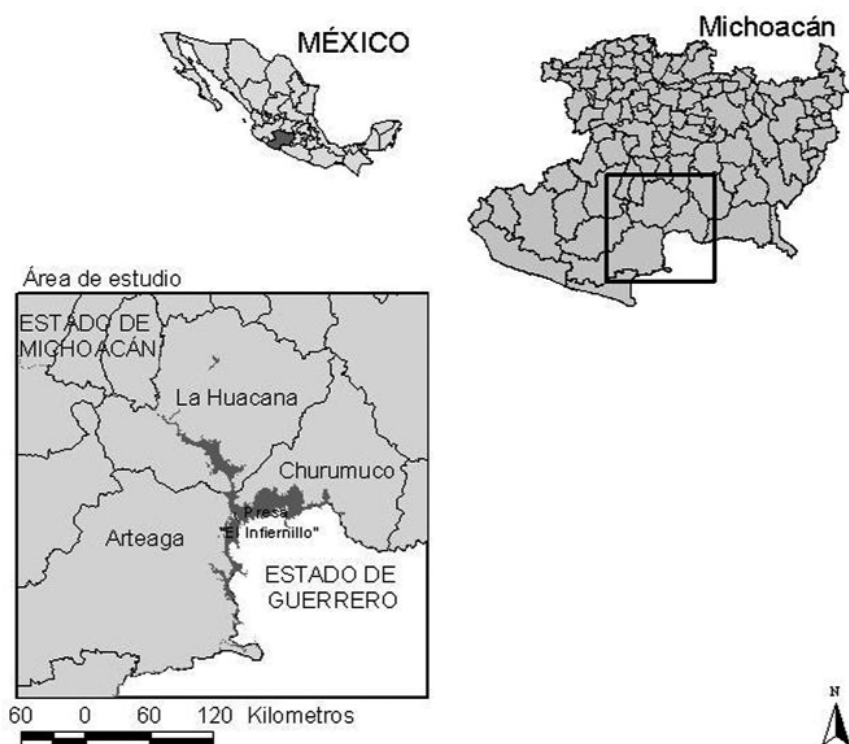 MÉXICO
Michoacán
Área de estudio
ESTADO DE
MICHOACÁN
La Huacana
Churumuco
Presa
"El Infiernillo"
Arteaga
ESTADO DE
GUERRERO
60 0 60 120 Kilometros
N